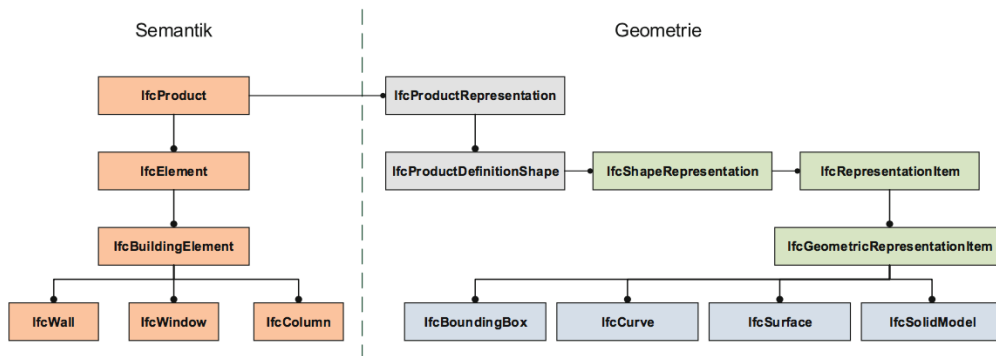 Semantik
Geometrie
IfcProduct
IfcProductRepresentation
IfcElement
IfcProductDefinitionShape
IfcShapeRepresentation
IfcRepresentationItem
IfcBuildingElement
IfcGeometricRepresentationItem
IfcWall
IfcWindow
IfcColumn
IfcBoundingBox
IfcCurve
IfcSurface
IfcSolidModel